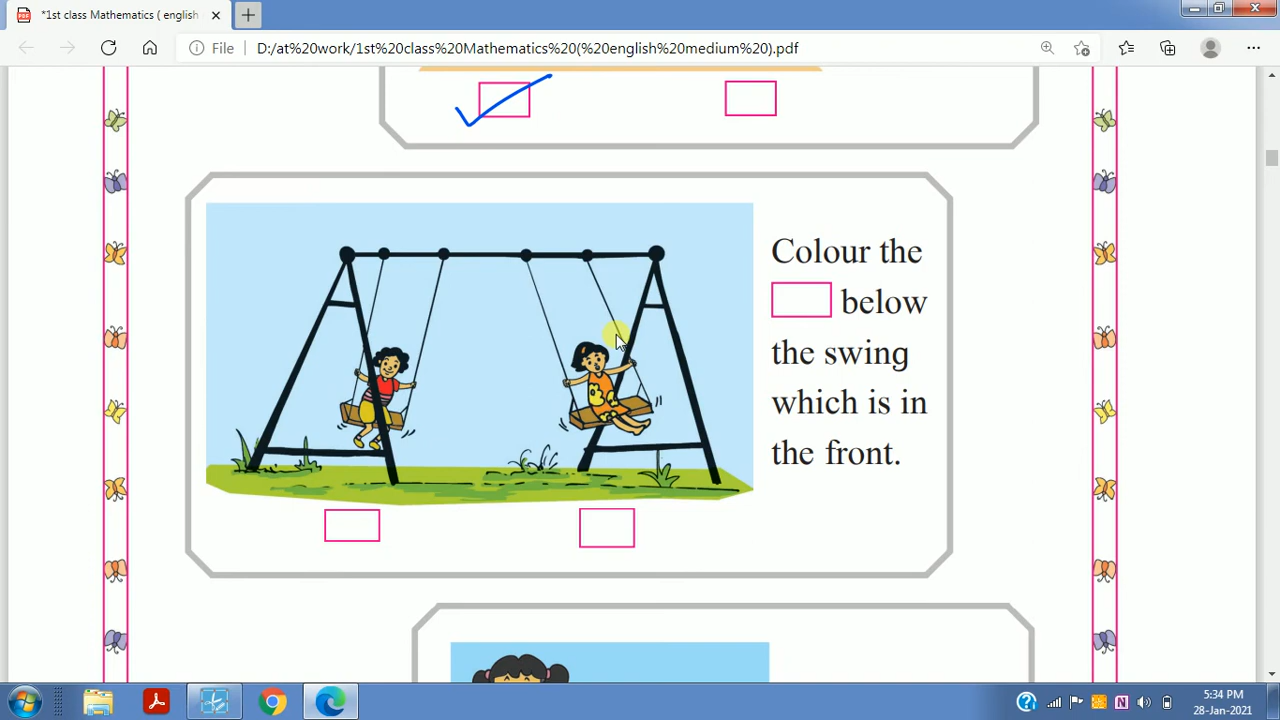 *1st class Mathematics ( english
File
D:/at%20work/1st%20class%20Mathematics%20(%20english%20medium%20).pdf
Colour the
below
the swing
which is in
the front.
5:34 PM
28-Jan-2021